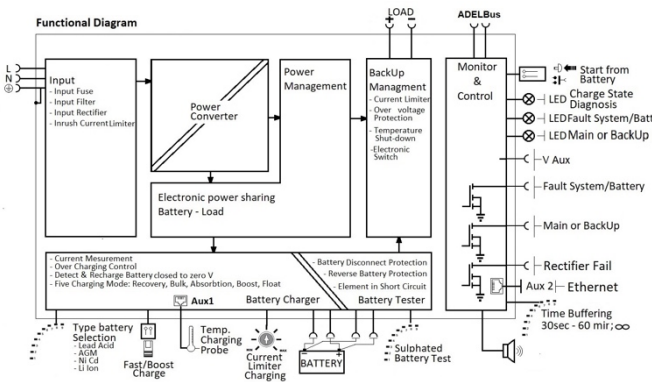 Functional Diagram
LOAD
+ −
ADELBus
L
N
Input
- Input Fuse
- Input Filter
- Input Rectifier
- Inrush CurrentLimiter
Power
Converter
Power
Management
BackUp
Managment
- Current Limiter
- Over voltage
Protection
- Temperature
Shut-down
-Electronic
Switch
Monitor
&
Control
Start from
Battery
LED Charge State
Diagnosis
LED Fault System/Batt
LED Main or BackUp
V Aux
Fault System/Battery
Main or BackUp
Rectifier Fail
Aux 2
Ethernet
Time Buffering
30sec - 60 mir;∞
Electronic power sharing
Battery - Load
- Current Mesurement
- Over Charging Control
- Detect & Recharge Battery closed to zero V
- Five Charging Mode: Recovery, Bulk, Absorbtion, Boost, Float
Aux1
Battery Charger
- Battery Disconnect Protection
- Reverse Battery Protection
- Element in Short Circuit
Battery Tester
Type battery
Selection
- Lead Acid
- AGM
- Ni Cd
- Li Ion
Fast/Boost
Charge
Temp.
Charging
Probe
Current
Limiter
Charging
− +
BATTERY
Sulphated
Battery Test